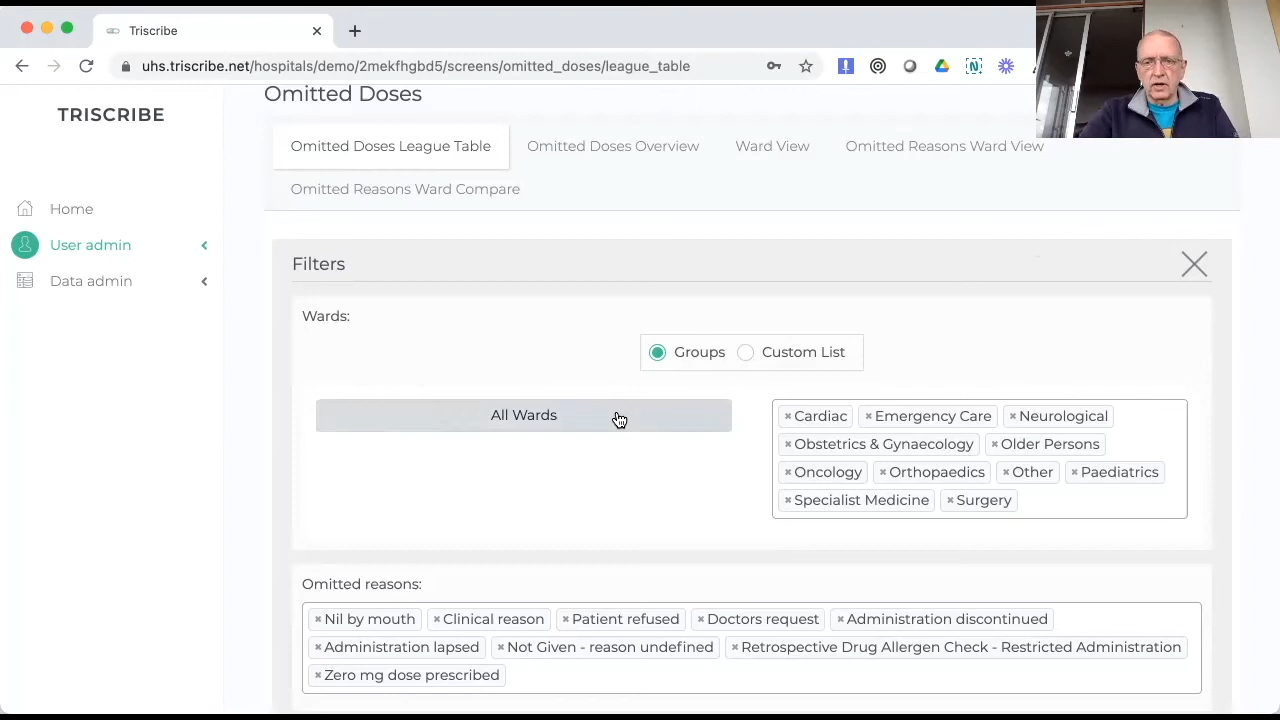 Triscribe
uhs.triscribe.net/hospitals/demo/2mekfhgbd5/screens/omitted_doses/league_table
TRISCRIBE
Home
User admin
Data admin
Omitted Doses
Omitted Doses League Table
Omitted Doses Overview
Ward View
Omitted Reasons Ward View
Omitted Reasons Ward Compare
Filters
Wards:
Groups
Custom List
All Wards
× Cardiac × Emergency Care × Neurological
× Obstetrics & Gynaecology × Older Persons
× Oncology × Orthopaedics × Other × Paediatrics
× Specialist Medicine × Surgery
Omitted reasons:
× Nil by mouth × Clinical reason × Patient refused × Doctors request × Administration discontinued
× Administration lapsed × Not Given - reason undefined × Retrospective Drug Allergen Check - Restricted Administration
× Zero mg dose prescribed